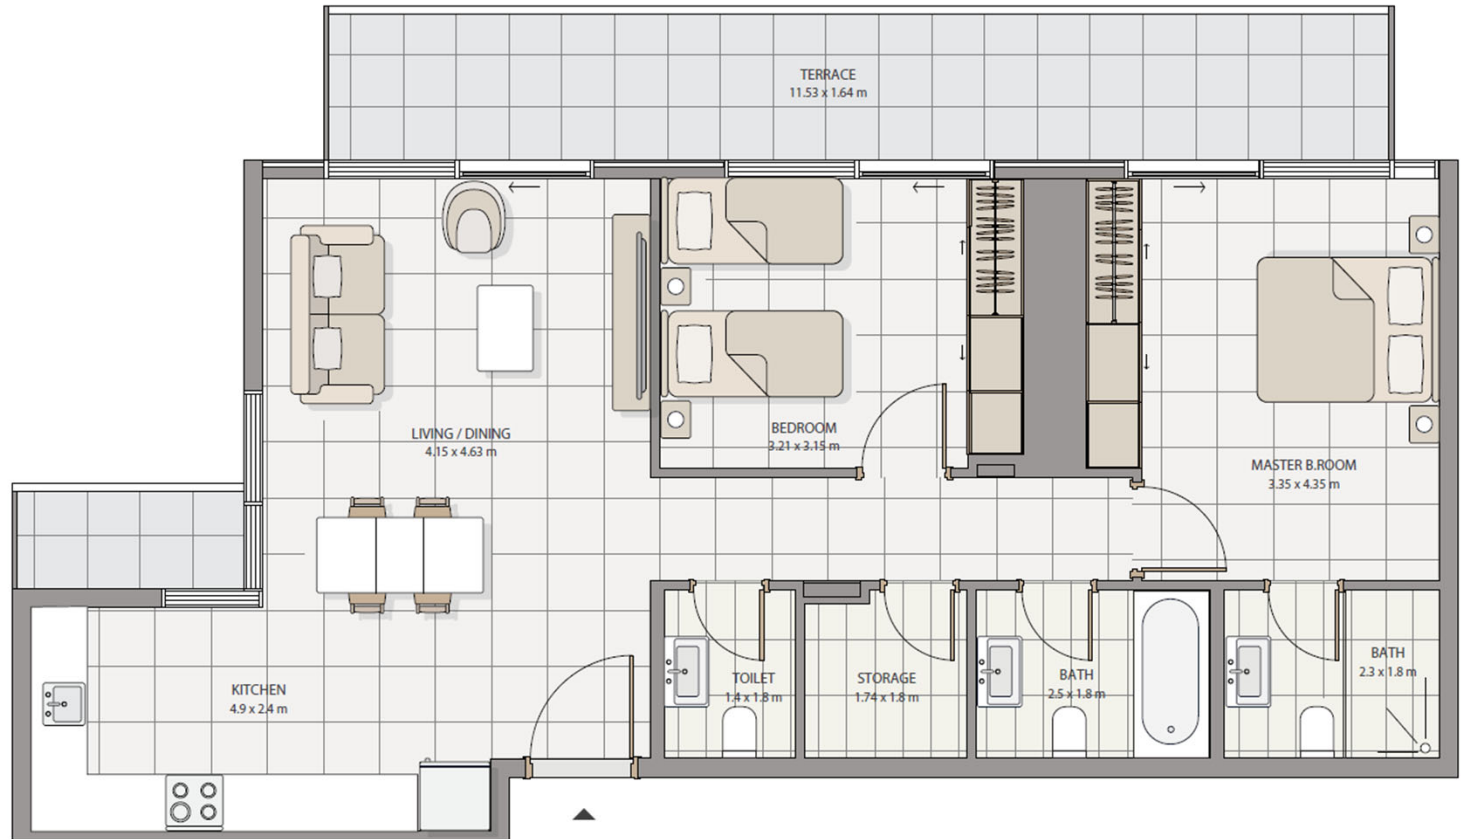 TERRACE
11.53 x 1.64 m
LIVING / DINING
4.15 x 4.63 m
BEDROOM
3.21 x 3.15 m
MASTER B.ROOM
3.35 x 4.35 m
KITCHEN
4.9 x 2.4 m
TOILET
1.4 x 1.8 m
STORAGE
1.74 x 1.8 m
BATH
2.5 x 1.8 m
BATH
2.3 x 1.8 m